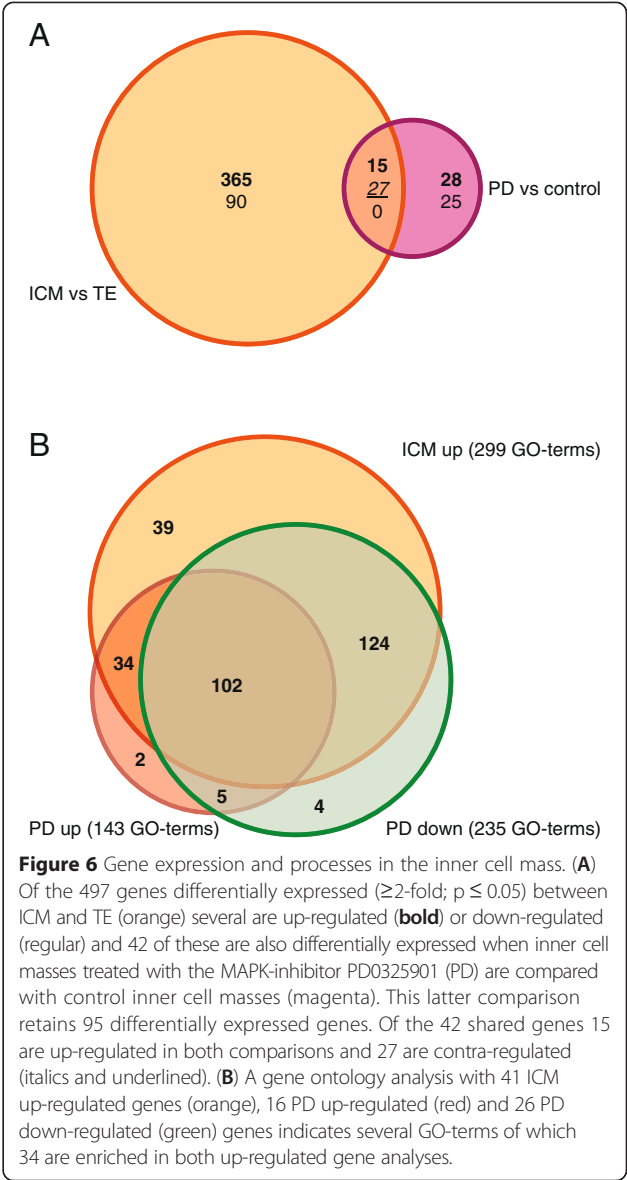 A
365
90
15
27
0
28
25
PD vs control
ICM vs TE
B
ICM up (299 GO-terms)
39
124
34
102
2
5
4
PD up (143 GO-terms)
PD down (235 GO-terms)
Figure 6 Gene expression and processes in the inner cell mass. (A)
Of the 497 genes differentially expressed (≥2-fold; p ≤ 0.05) between
ICM and TE (orange) several are up-regulated (bold) or down-regulated
(regular) and 42 of these are also differentially expressed when inner cell
masses treated with the MAPK-inhibitor PD0325901 (PD) are compared
with control inner cell masses (magenta). This latter comparison
retains 95 differentially expressed genes. Of the 42 shared genes 15
are up-regulated in both comparisons and 27 are contra-regulated
(italics and underlined). (B) A gene ontology analysis with 41 ICM
up-regulated genes (orange), 16 PD up-regulated (red) and 26 PD
down-regulated (green) genes indicates several GO-terms of which
34 are enriched in both up-regulated gene analyses.